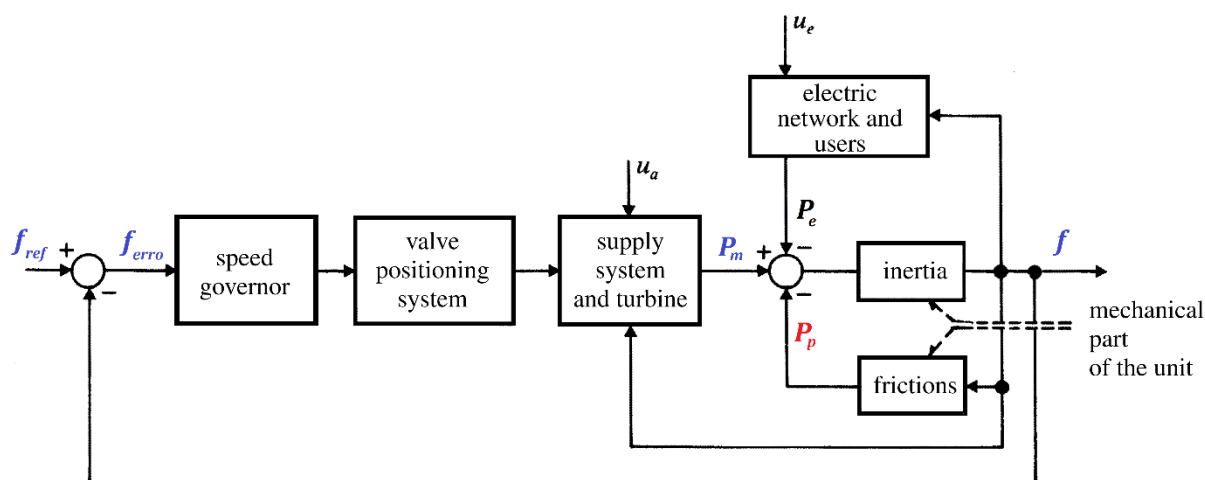 u_e
electric
network and
users
u_a
P_e
f_ref
+
f_erro
speed
governor
valve
positioning
system
supply
system
and turbine
P_m
+
−
inertia
f
−
−
mechanical
part
of the unit
P_p
frictions